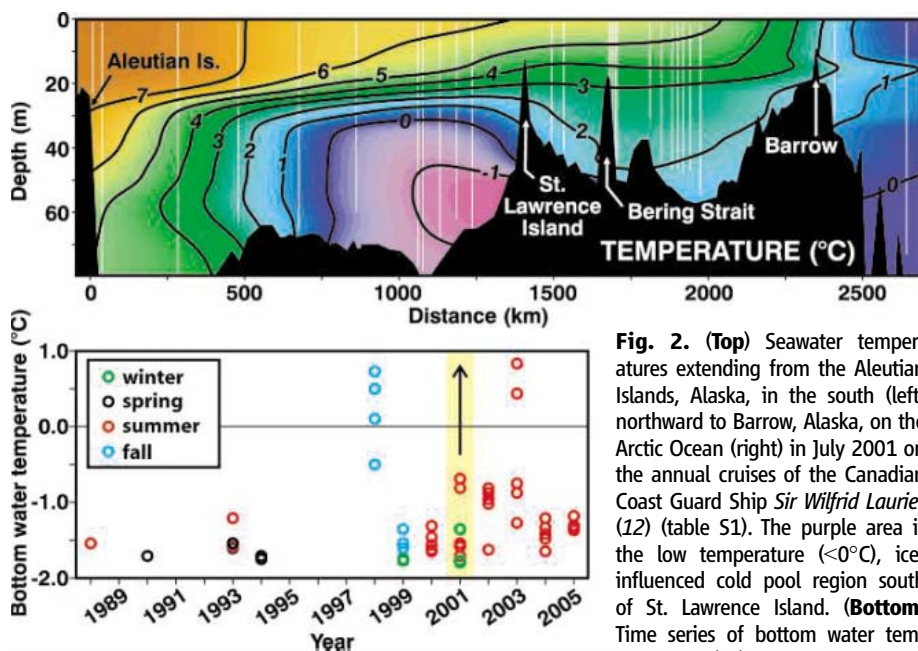 0
20
40
60
Depth (m)
Aleutian Is.
7
6
5
4
3
4
3
2
1
0
-1
2
1
0
St.
Lawrence
Island
Bering Strait
Barrow
TEMPERATURE (°C)
0 500 1000 1500 2000 2500
Distance (km)
Bottom water temperature (°C)
1.0
0.0
-1.0
-2.0
winter
spring
summer
fall
1989 1991 1993 1995 1997 1999 2001 2003 2005
Year
Fig. 2. (Top) Seawater temper
atures extending from the Aleutian
Islands, Alaska, in the south (left
northward to Barrow, Alaska, on the
Arctic Ocean (right) in July 2001 on
the annual cruises of the Canadian
Coast Guard Ship Sir Wilfrid Laurie
(12) (table S1). The purple area i
the low temperature (<0°C), ice
influenced cold pool region south
of St. Lawrence Island. (Bottom
Time series of bottom water tem